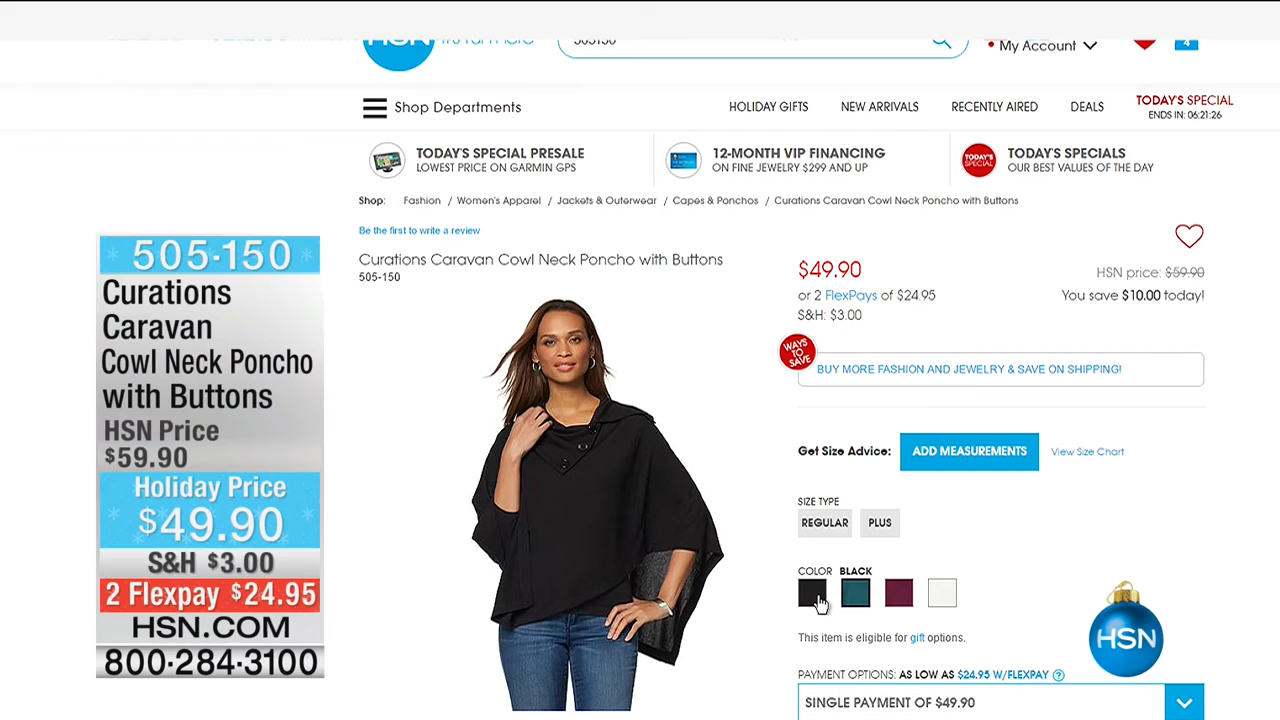 HSN it's fun here
505150
My Account
4
Shop Departments
HOLIDAY GIFTS
NEW ARRIVALS
RECENTLY AIRED
DEALS
TODAY'S SPECIAL
ENDS IN: 06:21:26
TODAY'S SPECIAL PRESALE
LOWEST PRICE ON GARMIN GPS
12-MONTH VIP FINANCING
ON FINE JEWELRY $299 AND UP
TODAY'S SPECIAL
TODAY'S SPECIALS
OUR BEST VALUES OF THE DAY
Shop: Fashion / Women's Apparel / Jackets & Outerwear / Capes & Ponchos / Curations Caravan Cowl Neck Poncho with Buttons
Be the first to write a review
Curations Caravan Cowl Neck Poncho with Buttons
505-150
$49.90
HSN price: $59.90
or 2 FlexPays of $24.95
You save $10.00 today!
S&H: $3.00
WAYS TO SAVE
BUY MORE FASHION AND JEWELRY & SAVE ON SHIPPING!
Get Size Advice:
ADD MEASUREMENTS
View Size Chart
SIZE TYPE
REGULAR
PLUS
COLOR BLACK
This item is eligible for gift options.
PAYMENT OPTIONS: AS LOW AS $24.95 W/FLEXPAY ?
SINGLE PAYMENT OF $49.90
505-150
Curations
Caravan
Cowl Neck Poncho
with Buttons
HSN Price
$59.90
Holiday Price
$49.90
S&H $3.00
2 Flexpay $24.95
HSN.COM
800-284-3100
HSN